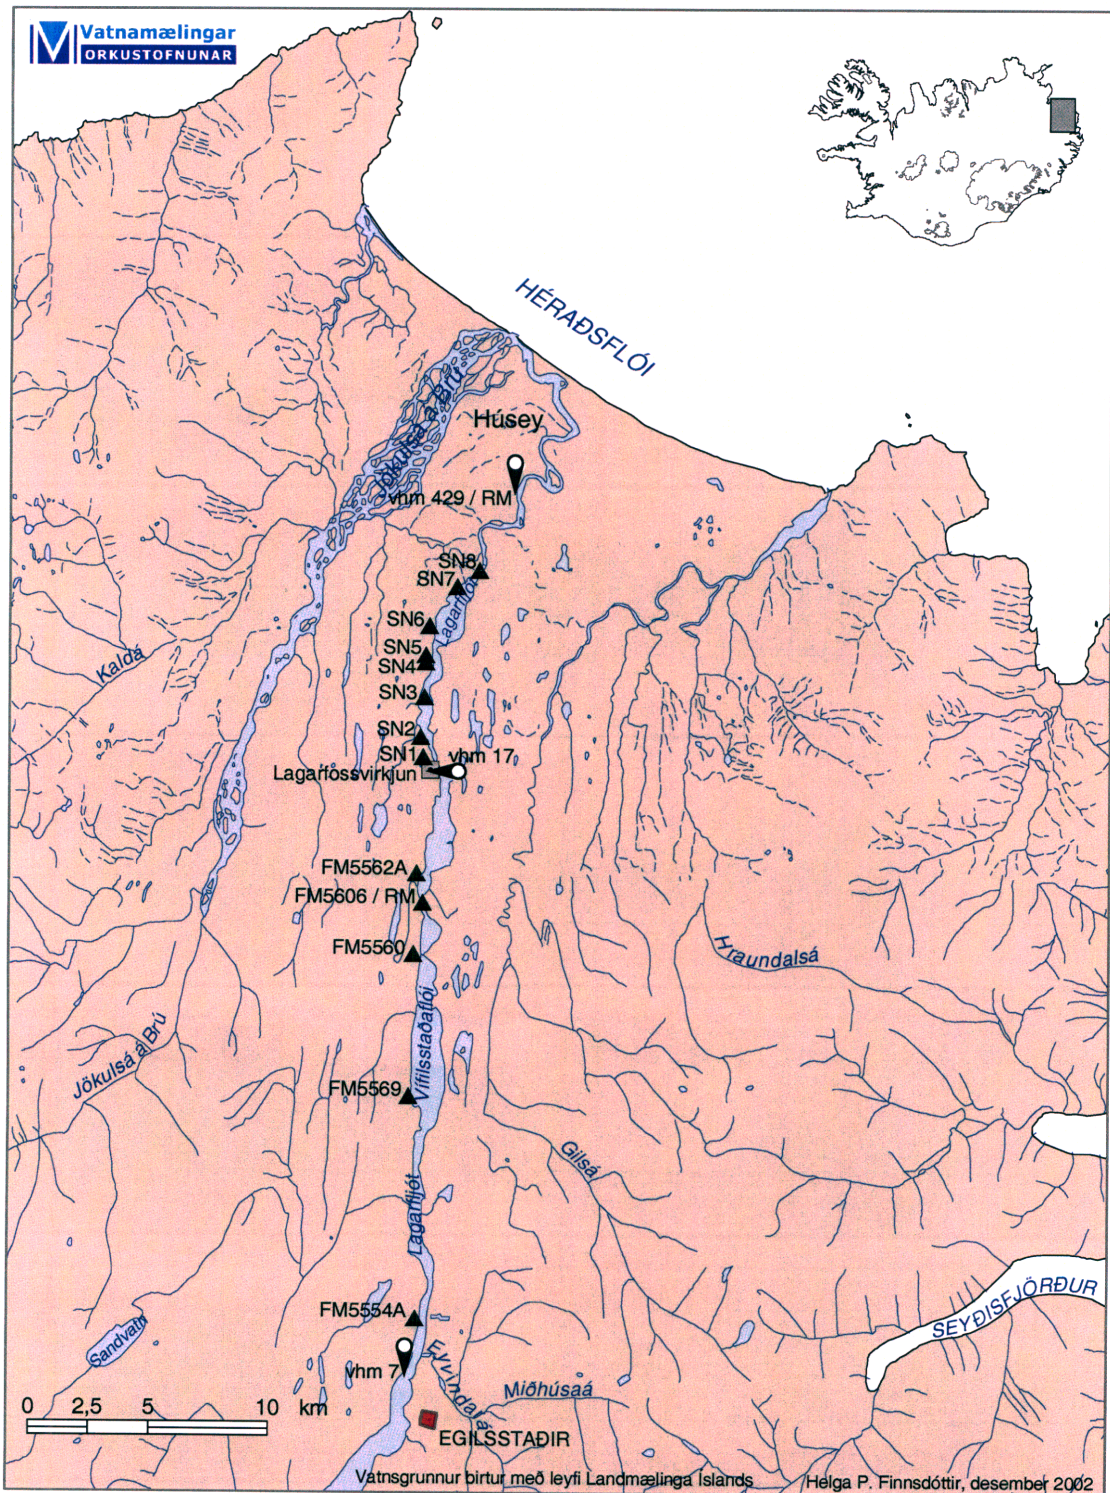 Vatnamælingar
ORKUSTOFNUNAR
HÉRAÐSFLÓI
Jökulsá á Brú
Húsey
vhm 429 / RM
SN8
SN7
Lagarfljót
SN6
SN5
SN4
Kaldá
SN3
SN2
SN1
vhm 17
Lagarfossvirkjun
FM5562A
FM5606 / RM
FM5560
Hraundalsá
Vífilsstaðaflói
Jökulsá á Brú
FM5569
Gilsá
Lagarfljót
SEYÐISFJÖRÐUR
FM5554A
Sandvatn
Eyvindalá
vhm 7
Miðhúsaá
0 2,5 5 10 km
EGILSSTAÐIR
Vatnsgrunnur birtur með leyfi Landmælinga Íslands
Helga P. Finnsdóttir, desember 2002